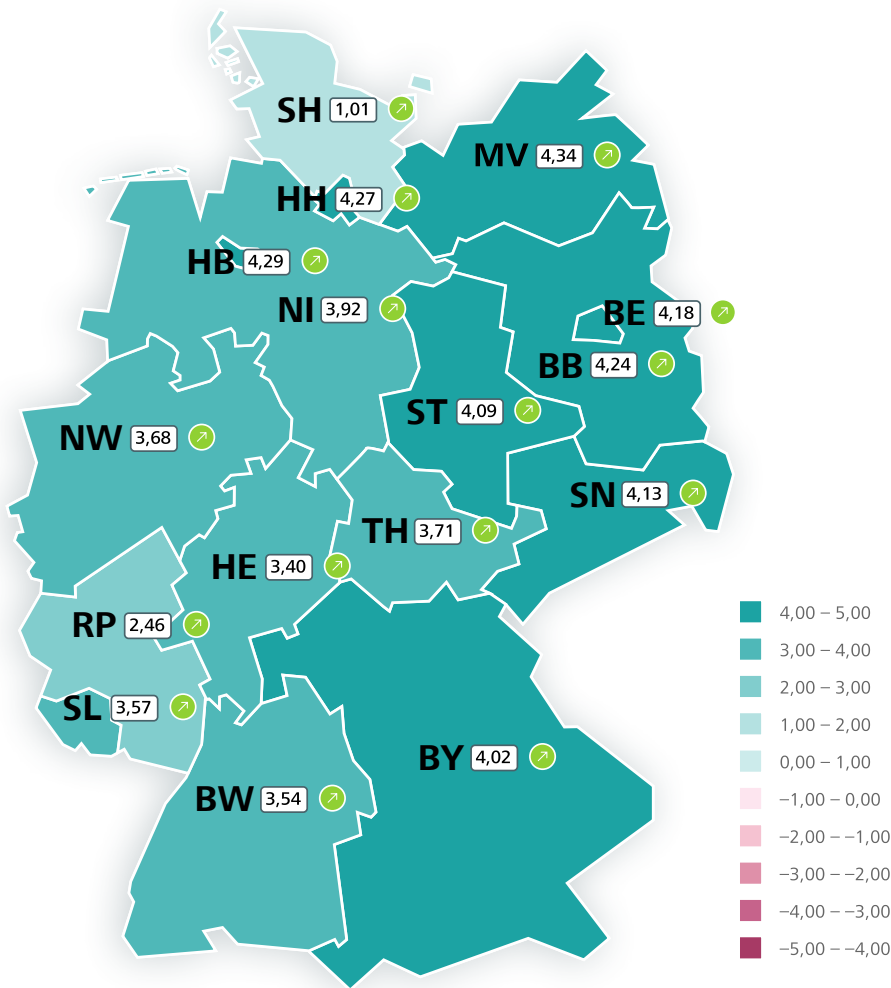 SH 1,01
MV 4,34
HH 4,27
HB 4,29
NI 3,92
BE 4,18
BB 4,24
ST 4,09
NW 3,68
SN 4,13
TH 3,71
HE 3,40
RP 2,46
SL 3,57
BY 4,02
BW 3,54
4,00 – 5,00
3,00 – 4,00
2,00 – 3,00
1,00 – 2,00
0,00 – 1,00
−1,00 – 0,00
−2,00 – −1,00
−3,00 – −2,00
−4,00 – −3,00
−5,00 – −4,00